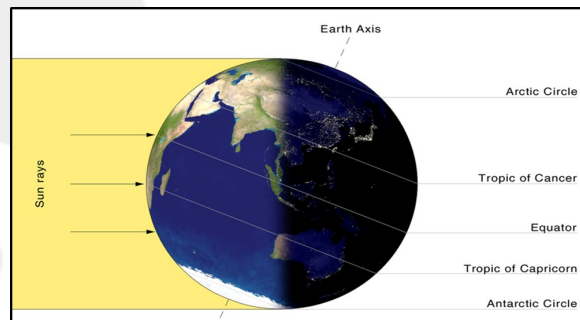 Earth Axis
Arctic Circle
Sun rays
Tropic of Cancer
Equator
Tropic of Capricorn
Antarctic Circle